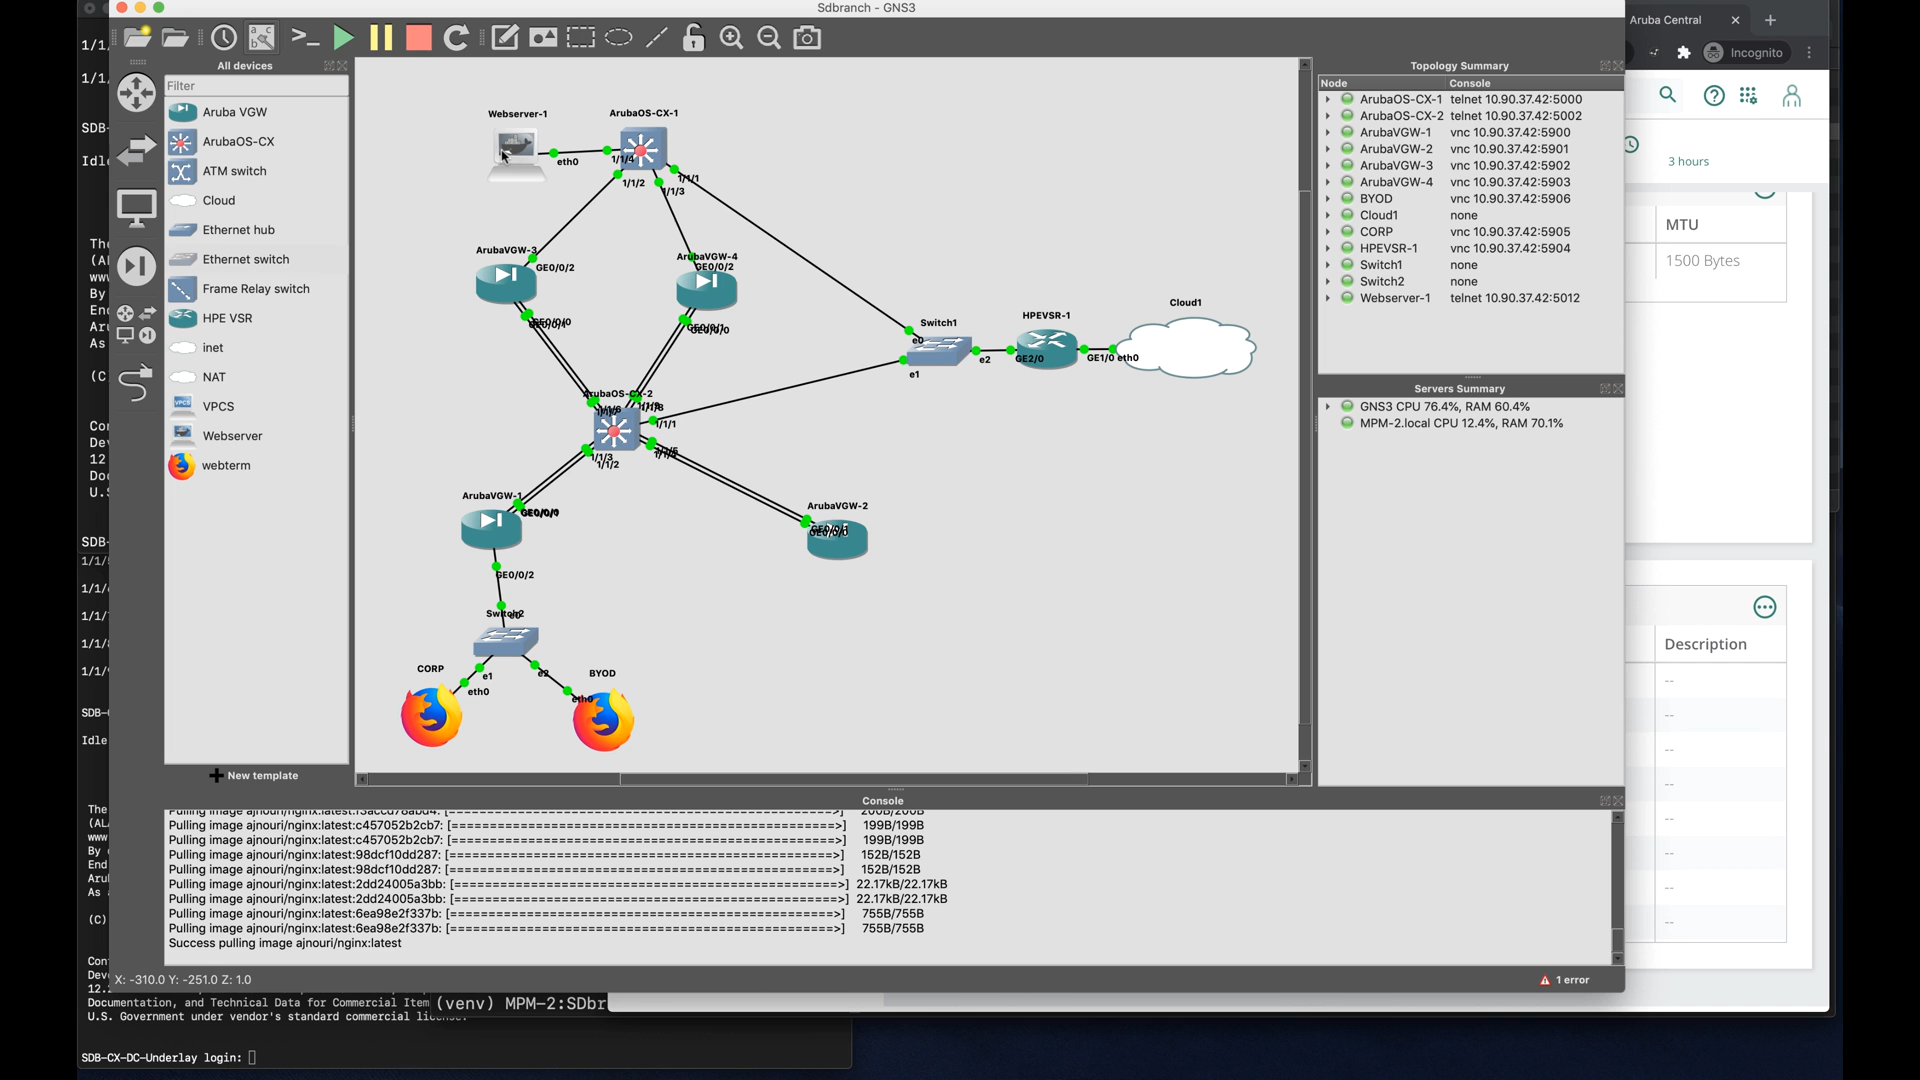 Sdbranch - GNS3
Aruba Central
Incognito
All devices
Filter
Aruba VGW
ArubaOS-CX
ATM switch
Cloud
Ethernet hub
Ethernet switch
Frame Relay switch
HPE VSR
inet
NAT
VPCS
Webserver
webterm
New template
Webserver-1
ArubaOS-CX-1
eth0
1/1/4
1/1/2
1/1/3
1/1/1
ArubaVGW-3
GE0/0/2
ArubaVGW-4
GE0/0/2
GE0/0/0
GE0/0/0
Switch1
e0
e1
e2
HPEVSR-1
GE2/0
GE1/0
eth0
Cloud1
ArubaOS-CX-2
1/1/1
1/1/3
1/1/2
ArubaVGW-1
ArubaVGW-2
GE0/0/2
Switch2
e1
e2
CORP
eth0
BYOD
eth0
Topology Summary
Node Console
ArubaOS-CX-1 telnet 10.90.37.42:5000
ArubaOS-CX-2 telnet 10.90.37.42:5002
ArubaVGW-1 vnc 10.90.37.42:5900
ArubaVGW-2 vnc 10.90.37.42:5901
ArubaVGW-3 vnc 10.90.37.42:5902
ArubaVGW-4 vnc 10.90.37.42:5903
BYOD vnc 10.90.37.42:5906
Cloud1 none
CORP vnc 10.90.37.42:5905
HPEVSR-1 vnc 10.90.37.42:5904
Switch1 none
Switch2 none
Webserver-1 telnet 10.90.37.42:5012
Servers Summary
GNS3 CPU 76.4%, RAM 60.4%
MPM-2.local CPU 12.4%, RAM 70.1%
3 hours
MTU
1500 Bytes
Description
--
--
--
--
--
--
--
--
Console
Pulling image ajnouri/nginx:latest:c457052b2cb7: [==================================================>] 199B/199B
Pulling image ajnouri/nginx:latest:c457052b2cb7: [==================================================>] 199B/199B
Pulling image ajnouri/nginx:latest:98dcf10dd287: [==================================================>] 152B/152B
Pulling image ajnouri/nginx:latest:98dcf10dd287: [==================================================>] 152B/152B
Pulling image ajnouri/nginx:latest:2dd24005a3bb: [==================================================>] 22.17kB/22.17kB
Pulling image ajnouri/nginx:latest:2dd24005a3bb: [==================================================>] 22.17kB/22.17kB
Pulling image ajnouri/nginx:latest:6ea98e2f337b: [==================================================>] 755B/755B
Pulling image ajnouri/nginx:latest:6ea98e2f337b: [==================================================>] 755B/755B
Success pulling image ajnouri/nginx:latest
X: -310.0 Y: -251.0 Z: 1.0
1 error
Documentation, and Technical Data for Commercial Item
(venv) MPM-2:SDbr
U.S. Government under vendor's standard commercial license.
SDB-CX-DC-Underlay login: